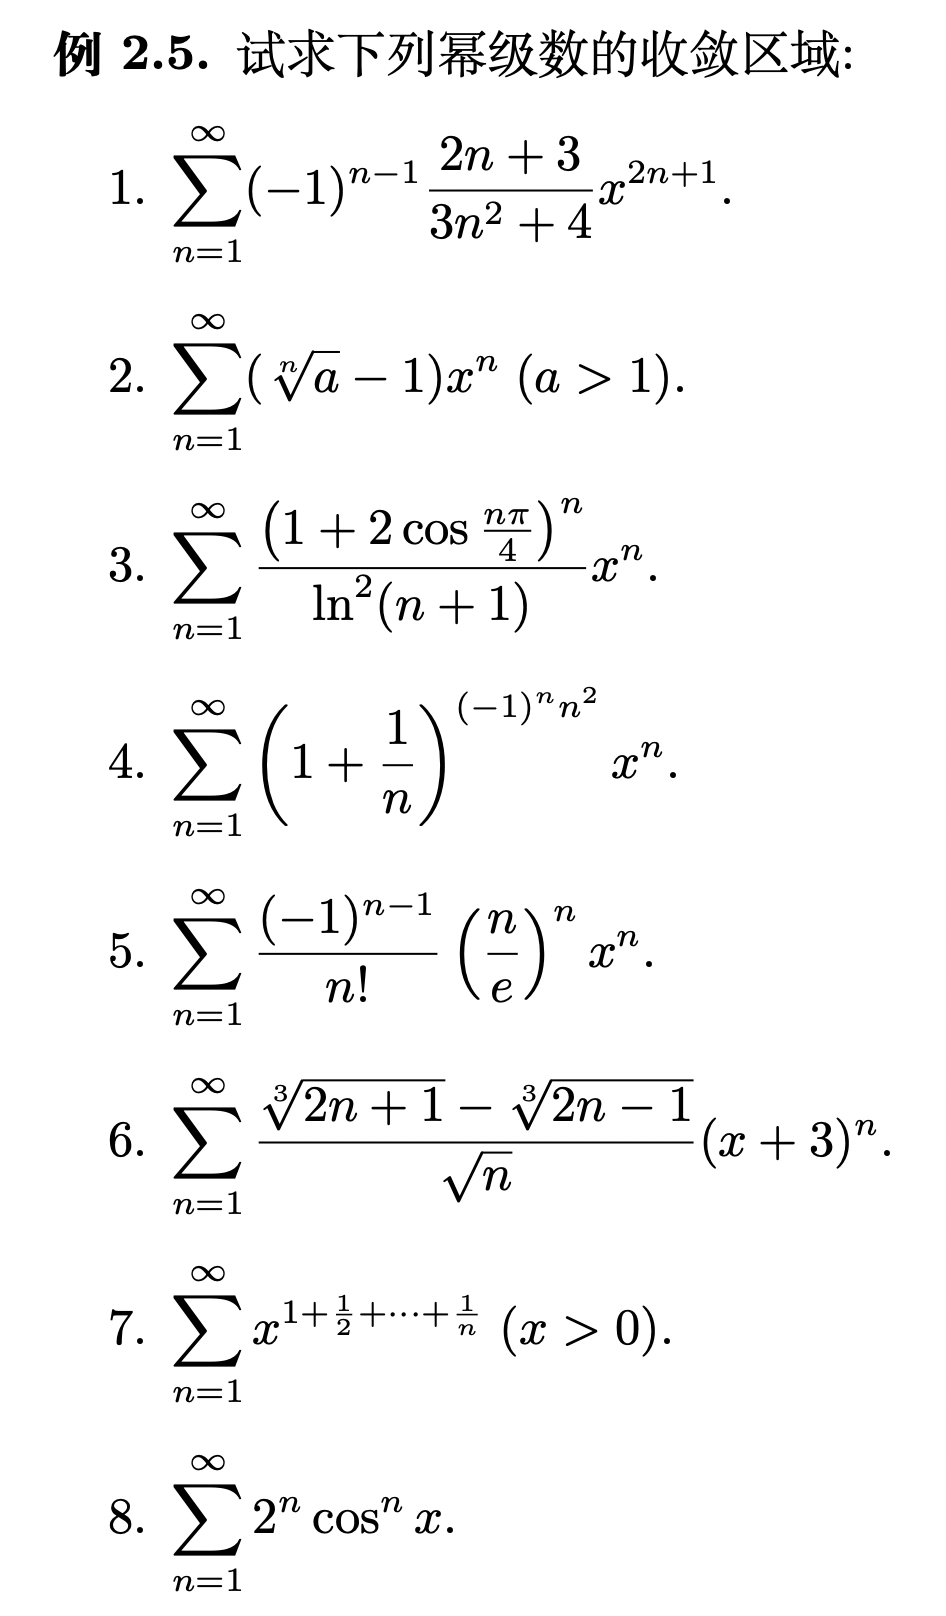 例 2.5. 试求下列幂级数的收敛区域:
1. $\sum_{n=1}^{\infty}(-1)^{n-1}\frac{2n+3}{3n^2+4}x^{2n+1}$.
2. $\sum_{n=1}^{\infty}(\sqrt[n]{a}-1)x^n$ $(a>1)$.
3. $\sum_{n=1}^{\infty}\frac{\left(1+2\cos\frac{n\pi}{4}\right)^n}{\ln^2(n+1)}x^n$.
4. $\sum_{n=1}^{\infty}\left(1+\frac{1}{n}\right)^{(-1)^n n^2}x^n$.
5. $\sum_{n=1}^{\infty}\frac{(-1)^{n-1}}{n!}\left(\frac{n}{e}\right)^n x^n$.
6. $\sum_{n=1}^{\infty}\frac{\sqrt[3]{2n+1}-\sqrt[3]{2n-1}}{\sqrt{n}}(x+3)^n$.
7. $\sum_{n=1}^{\infty}x^{1+\frac{1}{2}+\cdots+\frac{1}{n}}$ $(x>0)$.
8. $\sum_{n=1}^{\infty}2^n\cos^n x$.